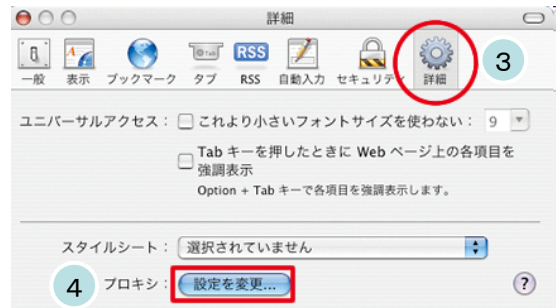 詳細
一般 表示 ブックマーク タブ RSS 自動入力 セキュリティ 詳細 3
ユニバーサルアクセス： これより小さいフォントサイズを使わない： 9
Tab キーを押したときに Web ページ上の各項目を
強調表示
Option + Tab キーで各項目を強調表示します。
スタイルシート： 選択されていません
4 プロキシ： 設定を変更... ?